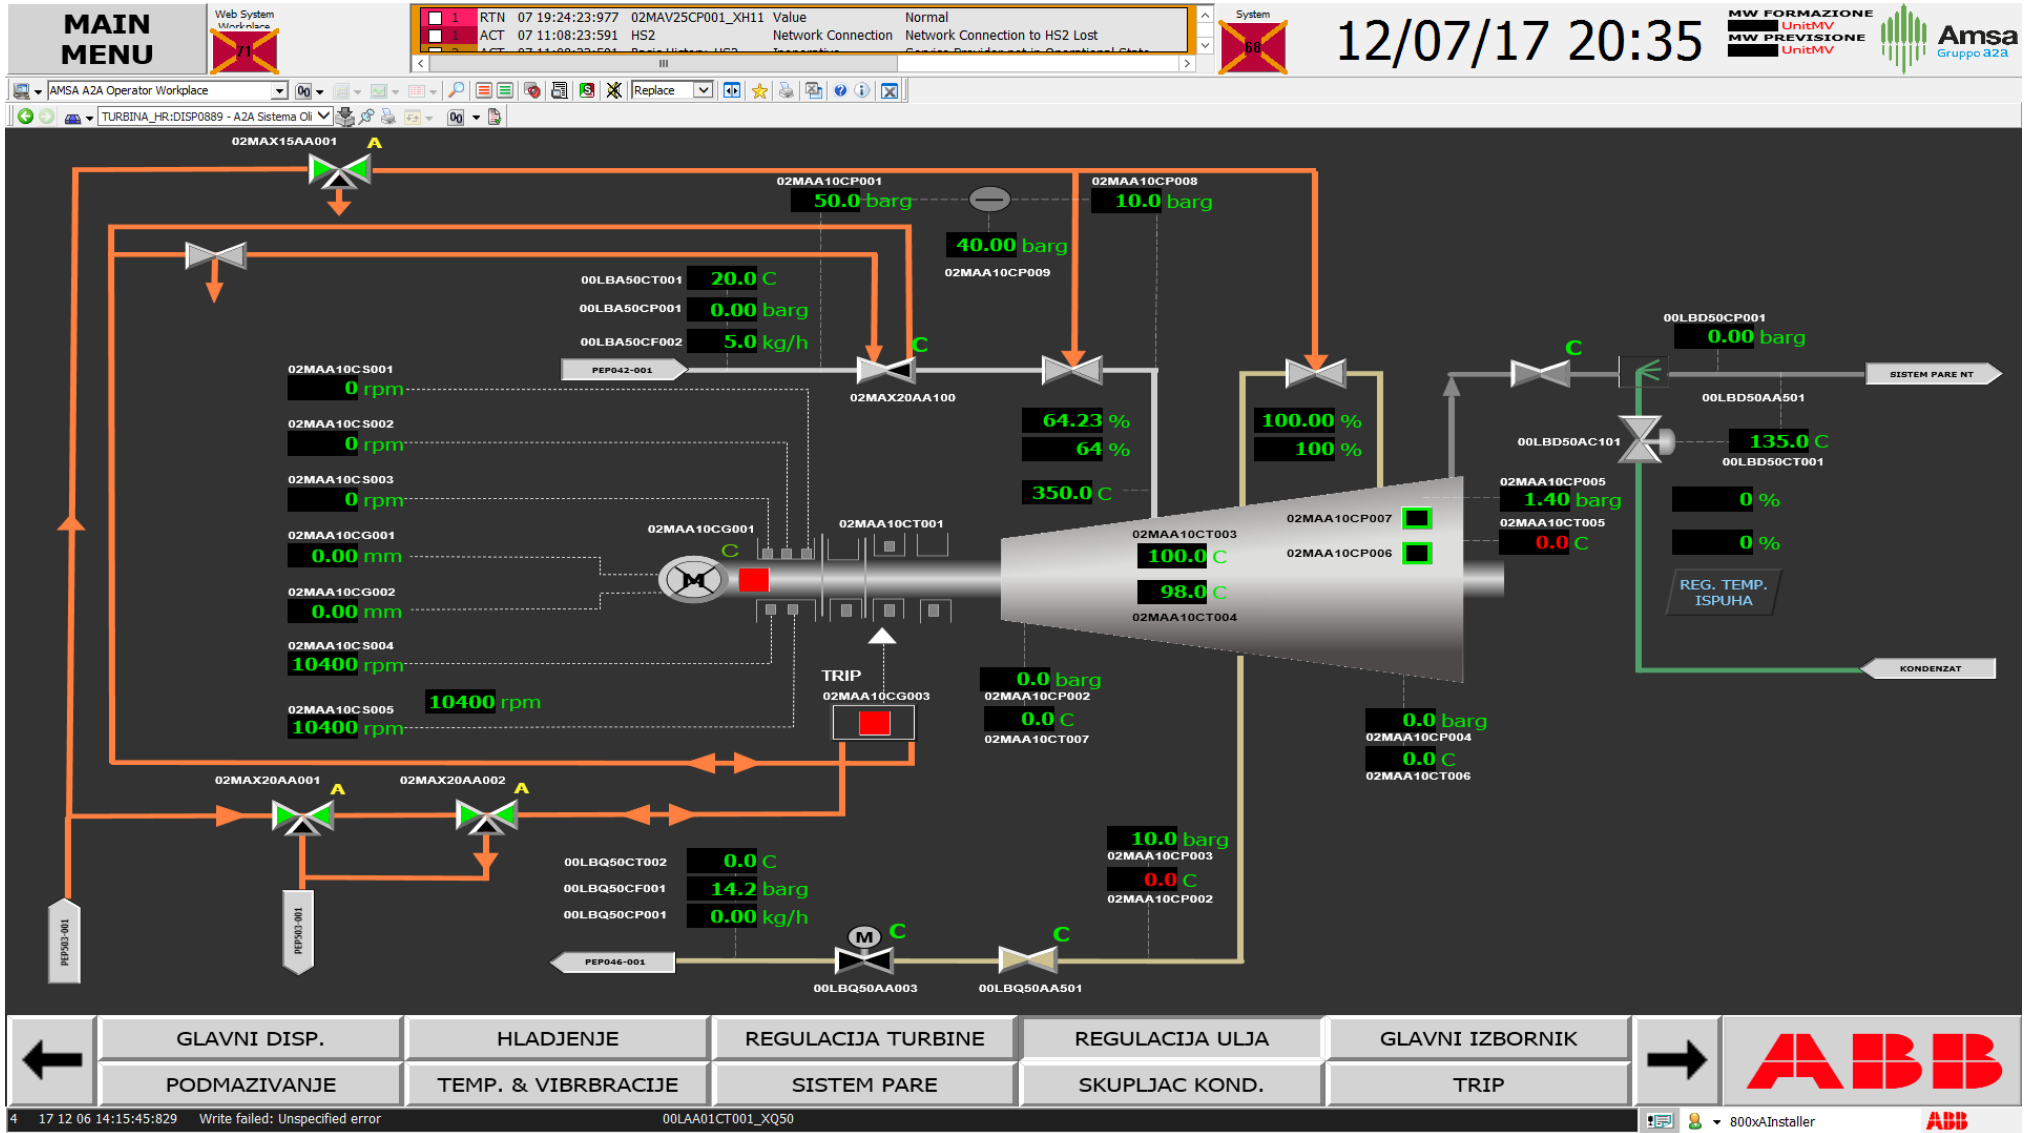 MAIN
MENU
Web System
Workplace
71
1 RTN 07 19:24:23:977 02MAV25CP001_XH11 Value Normal
1 ACT 07 11:08:23:591 HS2 Network Connection Network Connection to HS2 Lost
System
68
12/07/17 20:35
MW FORMAZIONE
UnitMV
MW PREVISIONE
UnitMV
Amsa
Gruppo a2a
AMSA A2A Operator Workplace
Replace
TURBINA_HR:DISP0889 - A2A Sistema Oli
02MAX15AA001 A
02MAA10CP001
50.0 barg
02MAA10CP008
10.0 barg
40.00 barg
02MAA10CP009
00LBA50CT001 20.0 C
00LBA50CP001 0.00 barg
00LBA50CF002 5.0 kg/h
PEP042-001
C
02MAX20AA100
00LBD50CP001
0.00 barg
C
SISTEM PARE NT
00LBD50AA501
02MAA10CS001
0 rpm
02MAA10CS002
0 rpm
02MAA10CS003
0 rpm
02MAA10CG001
0.00 mm
02MAA10CG002
0.00 mm
02MAA10CS004
10400 rpm
02MAA10CS005
10400 rpm
10400 rpm
64.23 %
64 %
350.0 C
100.00 %
100 %
00LBD50AC101
135.0 C
00LBD50CT001
02MAA10CP005
1.40 barg
02MAA10CT005
0.0 C
0 %
0 %
REG. TEMP.
ISPUHA
KONDENZAT
02MAA10CG001
C
M
02MAA10CT001
02MAA10CT003
100.0 C
98.0 C
02MAA10CT004
02MAA10CP007
02MAA10CP006
TRIP
02MAA10CG003
0.0 barg
02MAA10CP002
0.0 C
02MAA10CT007
0.0 barg
02MAA10CP004
0.0 C
02MAA10CT006
02MAX20AA001 A
02MAX20AA002 A
00LBQ50CT002 0.0 C
00LBQ50CF001 14.2 barg
00LBQ50CP001 0.00 kg/h
10.0 barg
02MAA10CP003
0.0 C
02MAA10CP002
PEP503-001
PEP503-001
PEP046-001
M C
00LBQ50AA003
C
00LBQ50AA501
GLAVNI DISP. HLADJENJE REGULACIJA TURBINE REGULACIJA ULJA GLAVNI IZBORNIK
PODMAZIVANJE TEMP. & VIBRBRACIJE SISTEM PARE SKUPLJAC KOND. TRIP
ABB
4 17 12 06 14:15:45:829 Write failed: Unspecified error 00LAA01CT001_XQ50
800xAInstaller
ABB